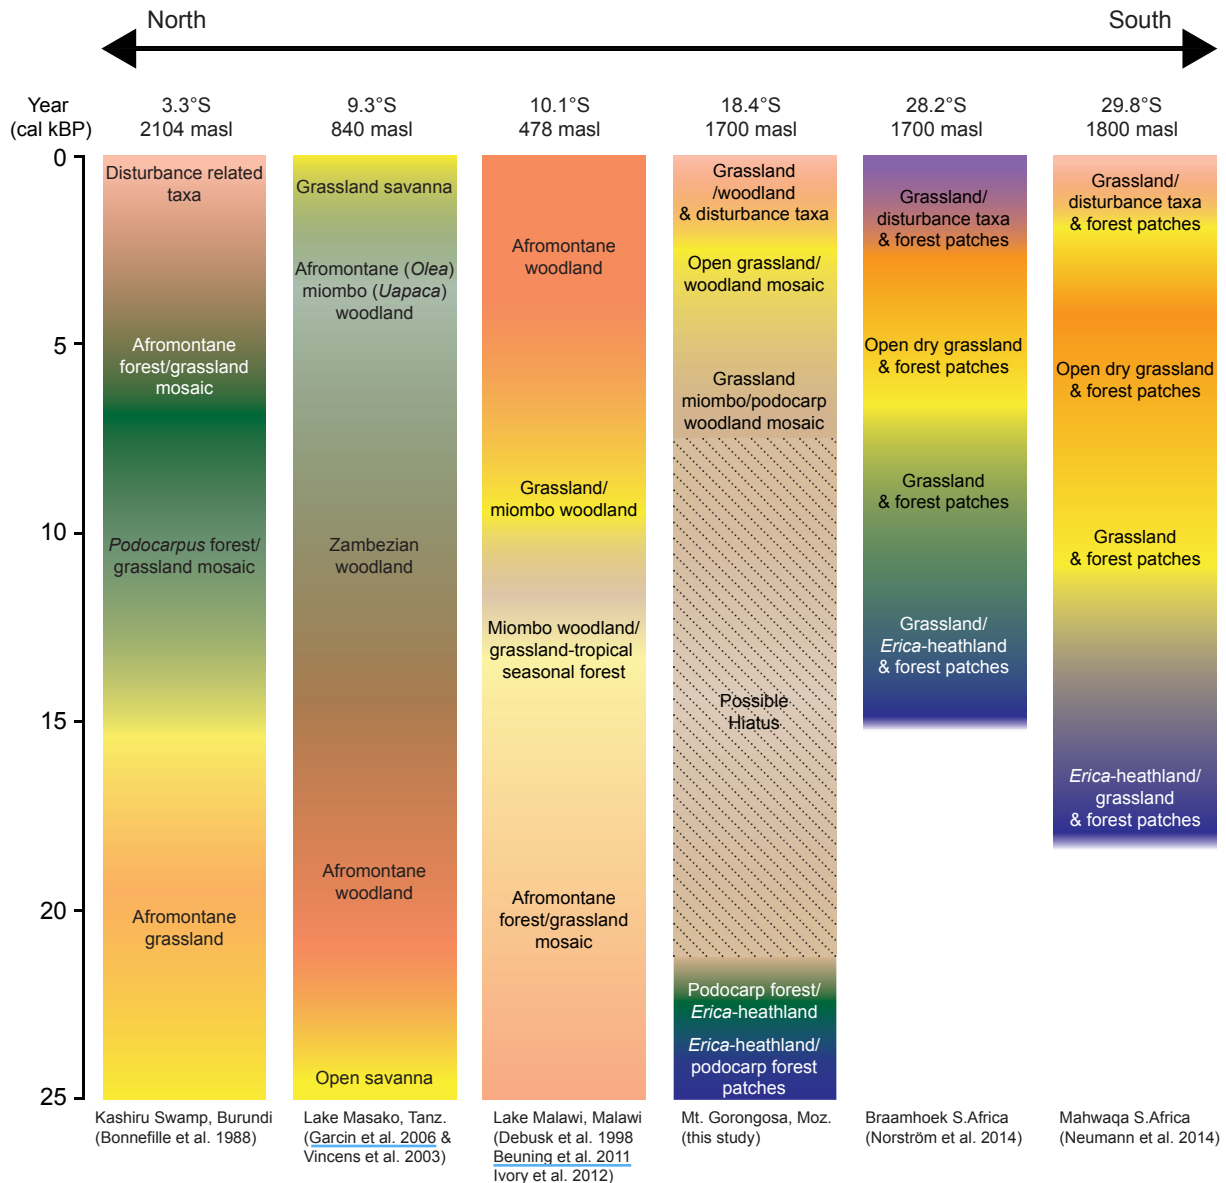 North
South
Year
(cal kBP)
3.3°S
2104 masl
9.3°S
840 masl
10.1°S
478 masl
18.4°S
1700 masl
28.2°S
1700 masl
29.8°S
1800 masl
0
5
10
15
20
25
Disturbance related
taxa
Afromontane
forest/grassland
mosaic
Podocarpus forest/
grassland mosaic
Afromontane
grassland
Grassland savanna
Afromontane (Olea)
miombo (Uapaca)
woodland
Zambezian
woodland
Afromontane
woodland
Open savanna
Afromontane
woodland
Grassland/
miombo woodland
Miombo woodland/
grassland-tropical
seasonal forest
Afromontane
forest/grassland
mosaic
Grassland
/woodland
& disturbance taxa
Open grassland/
woodland mosaic
Grassland
miombo/podocarp
woodland mosaic
Possible
Hiatus
Podocarp forest/
Erica-heathland
Erica-heathland/
podocarp forest
patches
Grassland/
disturbance taxa
& forest patches
Open dry grassland
& forest patches
Grassland
& forest patches
Grassland/
Erica-heathland
& forest patches
Grassland/
disturbance taxa
& forest patches
Open dry grassland
& forest patches
Grassland
& forest patches
Erica-heathland/
grassland
& forest patches
Kashiru Swamp, Burundi
(Bonnefille et al. 1988)
Lake Masako, Tanz.
(Garcin et al. 2006 &
Vincens et al. 2003)
Lake Malawi, Malawi
(Debusk et al. 1998
Beuning et al. 2011
Ivory et al. 2012)
Mt. Gorongosa, Moz.
(this study)
Braamhoek S.Africa
(Norström et al. 2014)
Mahwaqa S.Africa
(Neumann et al. 2014)